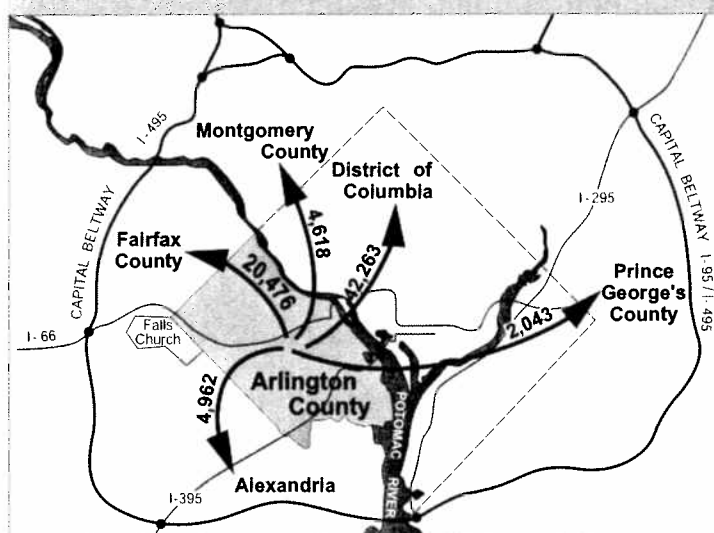 I-495
Montgomery
County
District of
Columbia
CAPITAL BELTWAY
I-295
4,618
Fairfax
County
20,476
42,263
CAPITAL BELTWAY I-95 / I-495
Prince
George's
County
2,043
I-66
Falls
Church
4,962
Arlington
County
POTOMAC RIVER
Alexandria
I-395